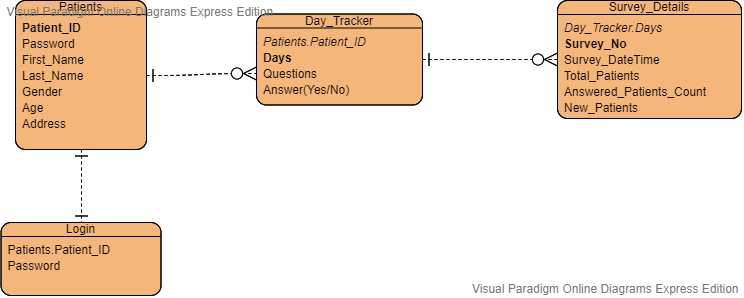 Patients
Visual Paradigm Online Diagrams Express Edition
Patient_ID
Password
First_Name
Last_Name
Gender
Age
Address
Day_Tracker
Patients.Patient_ID
Days
Questions
Answer(Yes/No)
Survey_Details
Day_Tracker.Days
Survey_No
Survey_DateTime
Total_Patients
Answered_Patients_Count
New_Patients
Login
Patients.Patient_ID
Password
Visual Paradigm Online Diagrams Express Edition